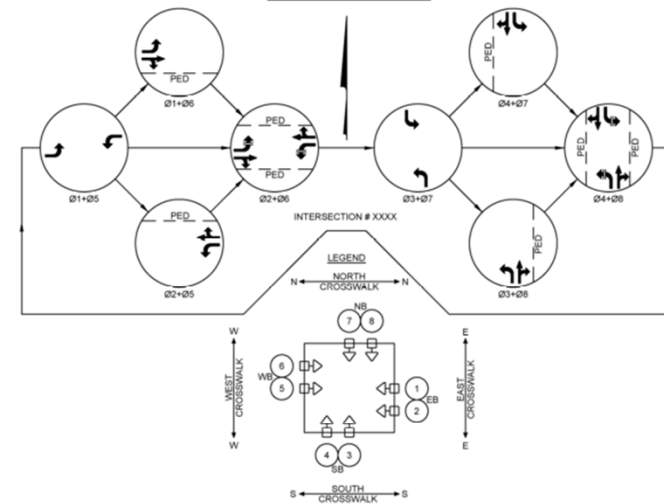 PED
Ø1+Ø6
Ø1+Ø5
PED
Ø2+Ø5
PED
PED
Ø2+Ø6
PED
Ø4+Ø7
Ø3+Ø7
PED
Ø3+Ø8
PED
PED
Ø4+Ø8
INTERSECTION # XXXX
LEGEND
NORTH
N N
CROSSWALK
NB
7 8
W
WEST
CROSSWALK
W
6
WB
5
1
EB
2
E
EAST
CROSSWALK
E
4 3
SB
SOUTH
S S
CROSSWALK